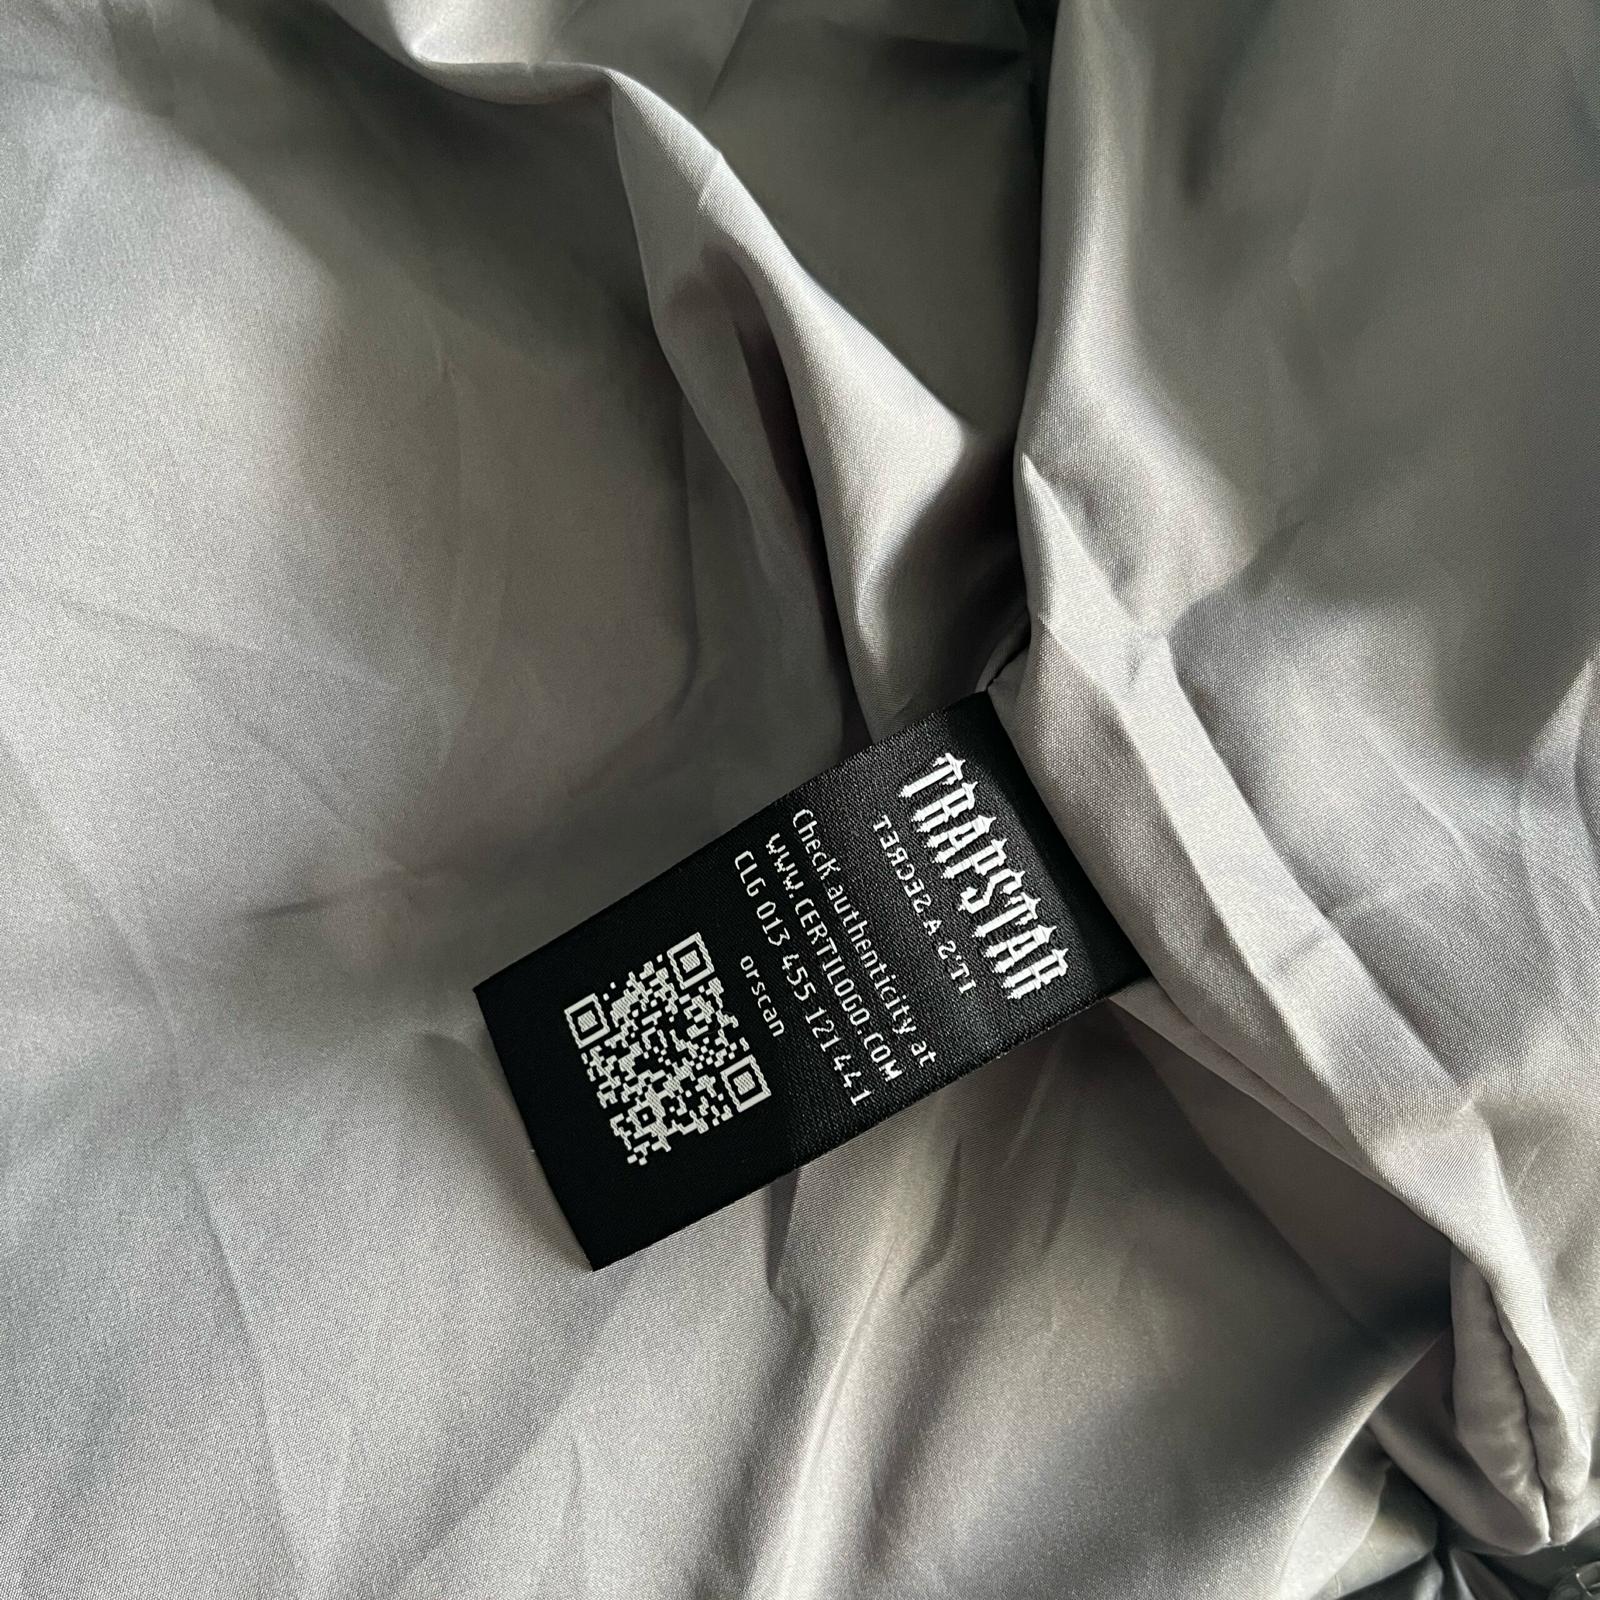 TRAPSTAR
IT'S A SECRET
Check authenticity at
WWW.CERTILOGO.COM
CLG 013 455 121 441
or scan